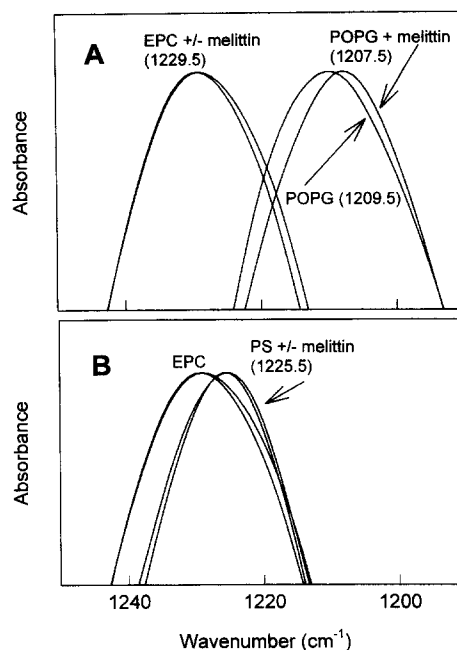 A
EPC +/- melittin
(1229.5)
POPG + melittin
(1207.5)
POPG (1209.5)
Absorbance
B
EPC
PS +/- melittin
(1225.5)
Absorbance
1240
1220
1200
Wavenumber (cm⁻¹)